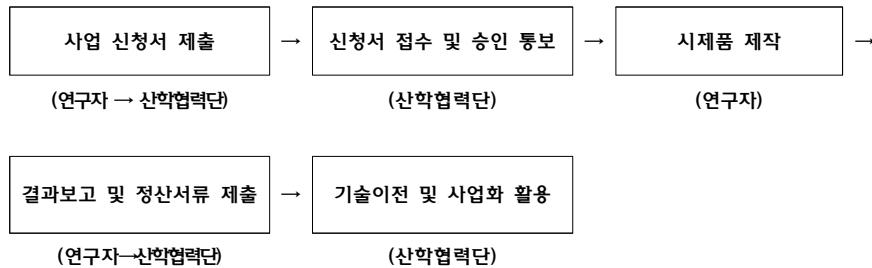 사업 신청서 제출 → 신청서 접수 및 승인 통보 → 시제품 제작 →
(연구자 → 산학협력단) (산학협력단) (연구자)
결과보고 및 정산서류 제출 → 기술이전 및 사업화 활용
(연구자→산학협력단) (산학협력단)